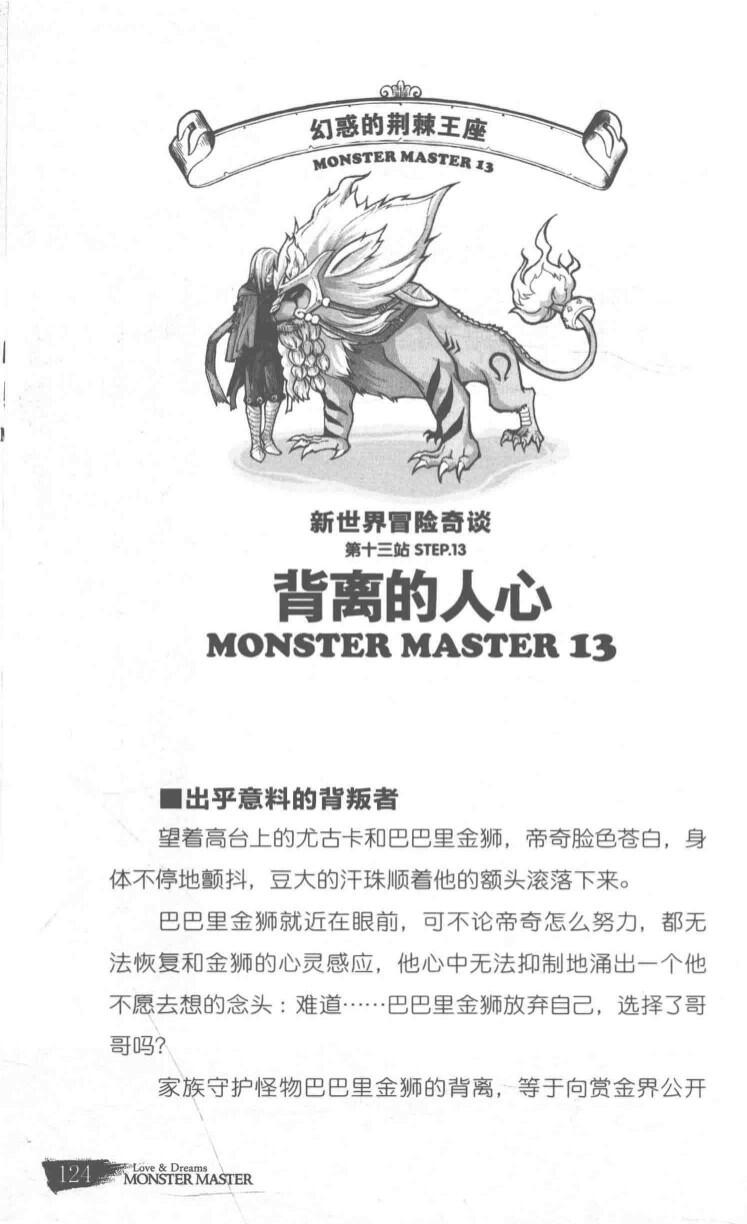 幻惑的荆棘王座
MONSTER MASTER 13
新世界冒险奇谈
第十三站 STEP.13
背离的人心
MONSTER MASTER 13
■出乎意料的背叛者
望着高台上的尤古卡和巴巴里金狮，帝奇脸色苍白，身
体不停地颤抖，豆大的汗珠顺着他的额头滚落下来。
巴巴里金狮就近在眼前，可不论帝奇怎么努力，都无
法恢复和金狮的心灵感应，他心中无法抑制地涌出一个他
不愿去想的念头：难道……巴巴里金狮放弃自己，选择了哥
哥吗？
家族守护怪物巴巴里金狮的背离，等于向赏金界公开
124
Love & Dreams
MONSTER MASTER